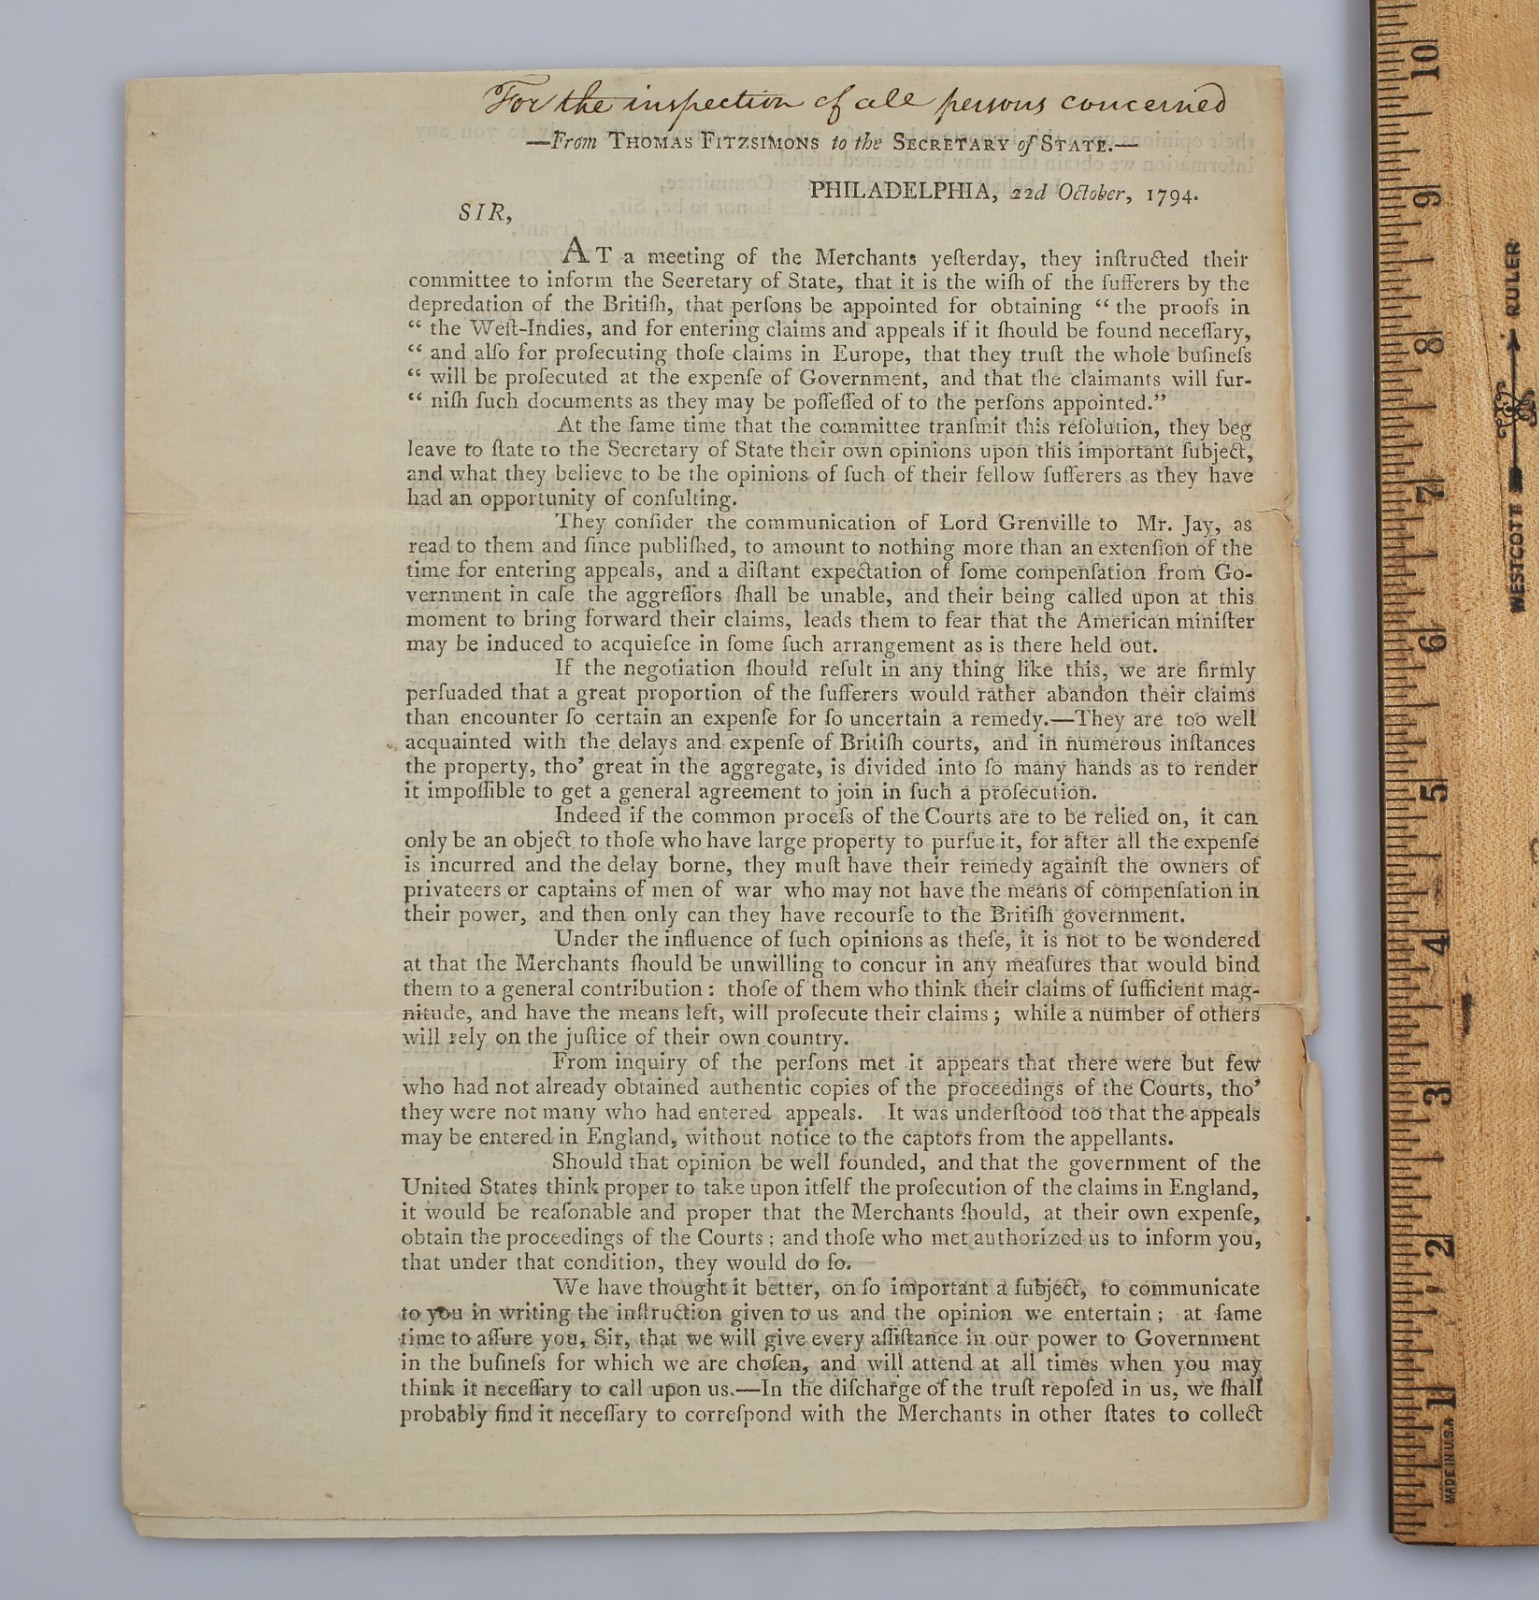 For the inspection of all persons concerned
—From THOMAS FITZSIMONS to the SECRETARY of STATE.—
PHILADELPHIA, 22d October, 1794.
SIR,
AT a meeting of the Merchants yeſterday, they inſtructed their
committee to inform the Secretary of State, that it is the wiſh of the ſufferers by the
depredation of the Britiſh, that perſons be appointed for obtaining “ the proofs in
“ the Weſt-Indies, and for entering claims and appeals if it ſhould be found neceſſary,
“ and alſo for proſecuting thoſe claims in Europe, that they truſt the whole buſineſs
“ will be proſecuted at the expenſe of Government, and that the claimants will fur-
“ niſh ſuch documents as they may be poſſeſſed of to the perſons appointed.”
At the ſame time that the committee tranſmit this reſolution, they beg
leave to ſtate to the Secretary of State their own opinions upon this important ſubject,
and what they believe to be the opinions of ſuch of their fellow ſufferers as they have
had an opportunity of conſulting.
They conſider the communication of Lord Grenville to Mr. Jay, as
read to them and ſince publiſhed, to amount to nothing more than an extenſion of the
time for entering appeals, and a diſtant expectation of ſome compenſation from Go-
vernment in caſe the aggreſſors ſhall be unable, and their being called upon at this
moment to bring forward their claims, leads them to fear that the American miniſter
may be induced to acquieſce in ſome ſuch arrangement as is there held out.
If the negotiation ſhould reſult in any thing like this, we are firmly
perſuaded that a great proportion of the ſufferers would rather abandon their claims
than encounter ſo certain an expenſe for ſo uncertain a remedy.—They are too well
acquainted with the delays and expenſe of Britiſh courts, and in numerous inſtances
the property, tho’ great in the aggregate, is divided into ſo many hands as to render
it impoſſible to get a general agreement to join in ſuch a proſecution.
Indeed if the common proceſs of the Courts are to be relied on, it can
only be an object to thoſe who have large property to purſue it, for after all the expenſe
is incurred and the delay borne, they muſt have their remedy againſt the owners of
privateers or captains of men of war who may not have the means of compenſation in
their power, and then only can they have recourſe to the Britiſh government.
Under the influence of ſuch opinions as theſe, it is not to be wondered
at that the Merchants ſhould be unwilling to concur in any meaſures that would bind
them to a general contribution : thoſe of them who think their claims of ſufficient mag-
nitude, and have the means left, will proſecute their claims ; while a number of others
will rely on the juſtice of their own country.
From inquiry of the perſons met it appears that there were but few
who had not already obtained authentic copies of the proceedings of the Courts, tho’
they were not many who had entered appeals. It was underſtood too that the appeals
may be entered in England, without notice to the captors from the appellants.
Should that opinion be well founded, and that the government of the
United States think proper to take upon itſelf the proſecution of the claims in England,
it would be reaſonable and proper that the Merchants ſhould, at their own expenſe,
obtain the proceedings of the Courts ; and thoſe who met authorized us to inform you,
that under that condition, they would do ſo.
We have thought it better, on ſo important a ſubject, to communicate
to you in writing the inſtruction given to us and the opinion we entertain ; at ſame
time to aſſure you, Sir, that we will give every aſſiſtance in our power to Government
in the buſineſs for which we are choſen, and will attend at all times when you may
think it neceſſary to call upon us.—In the diſcharge of the truſt repoſed in us, we ſhall
probably find it neceſſary to correſpond with the Merchants in other ſtates to collect
10
9
8
7
6
5
4
3
2
1
WESTCOTT RULER
MADE IN U.S.A